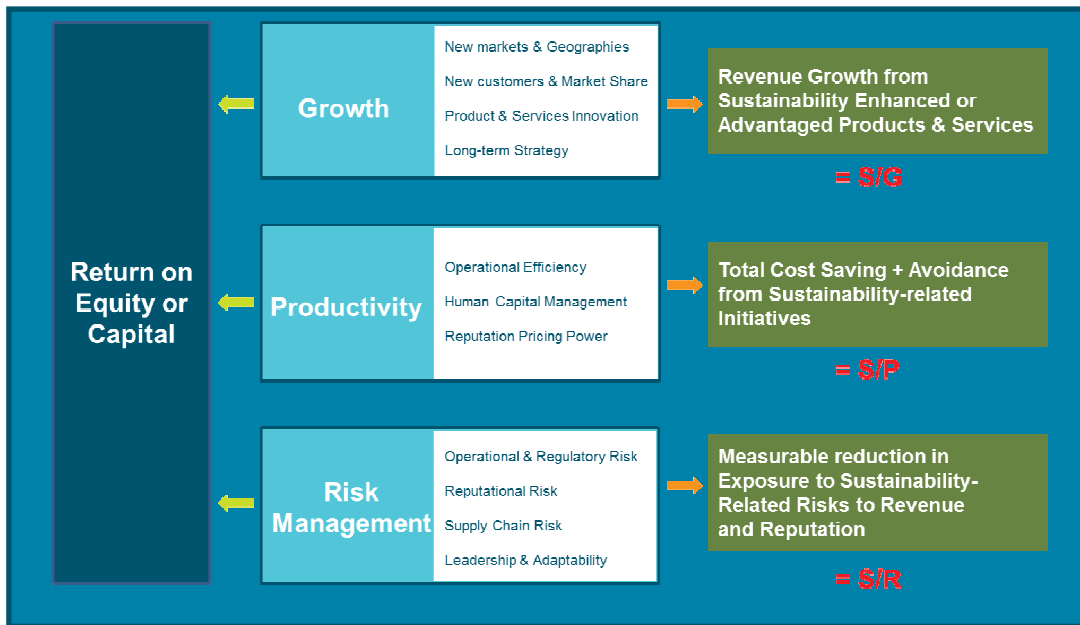 Return on
Equity or
Capital
Growth
New markets & Geographies
New customers & Market Share
Product & Services Innovation
Long-term Strategy
Revenue Growth from
Sustainability Enhanced or
Advantaged Products & Services
= S/G
Productivity
Operational Efficiency
Human Capital Management
Reputation Pricing Power
Total Cost Saving + Avoidance
from Sustainability-related
Initiatives
= S/P
Risk
Management
Operational & Regulatory Risk
Reputational Risk
Supply Chain Risk
Leadership & Adaptability
Measurable reduction in
Exposure to Sustainability-
Related Risks to Revenue
and Reputation
= S/R